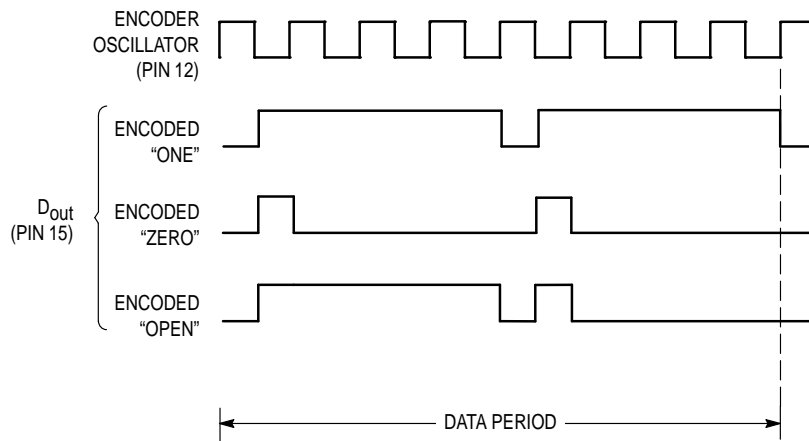 ENCODER
OSCILLATOR
(PIN 12)
ENCODED
“ONE”
Dout
(PIN 15)
ENCODED
“ZERO”
ENCODED
“OPEN”
DATA PERIOD